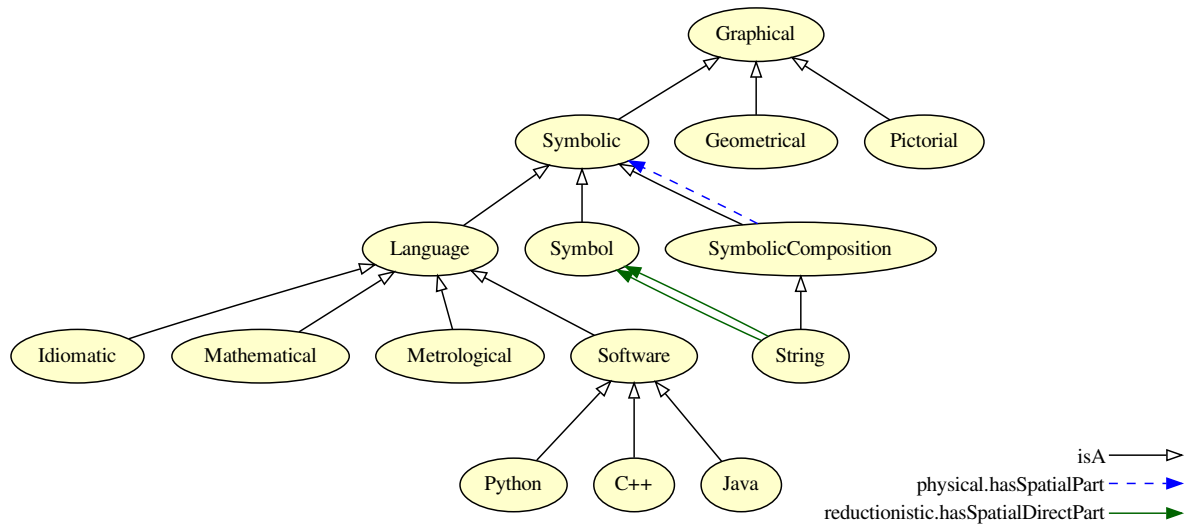 Graphical
Symbolic
Geometrical
Pictorial
Language
Symbol
SymbolicComposition
Idiomatic
Mathematical
Metrological
Software
String
Python
C++
Java
isA
physical.hasSpatialPart
reductionistic.hasSpatialDirectPart